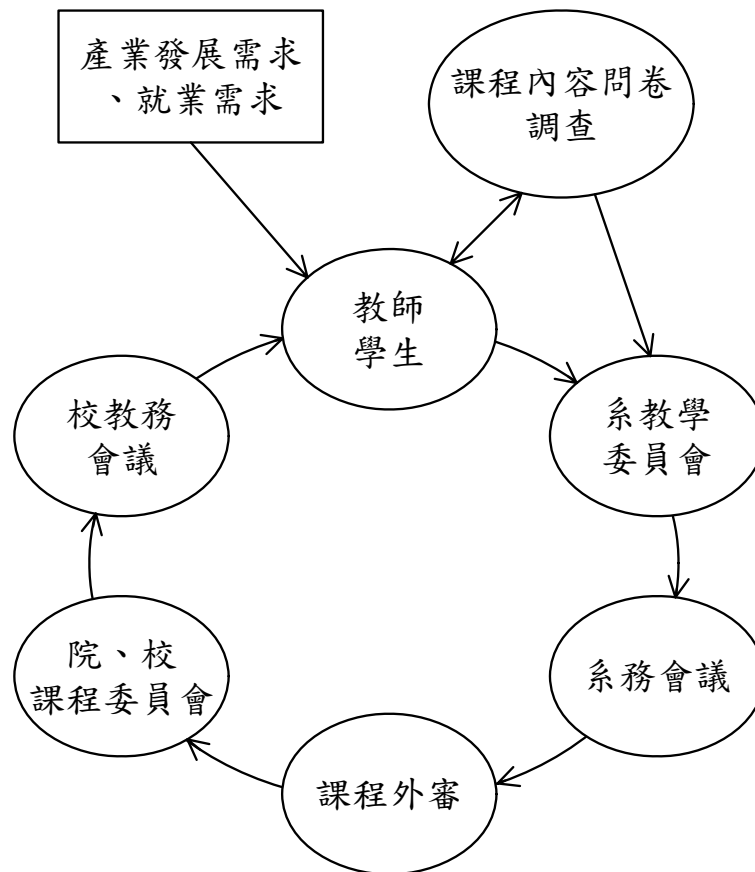 產業發展需求
、就業需求
課程內容問卷
調查
教師
學生
校教務
會議
系教學
委員會
院、校
課程委員會
系務會議
課程外審